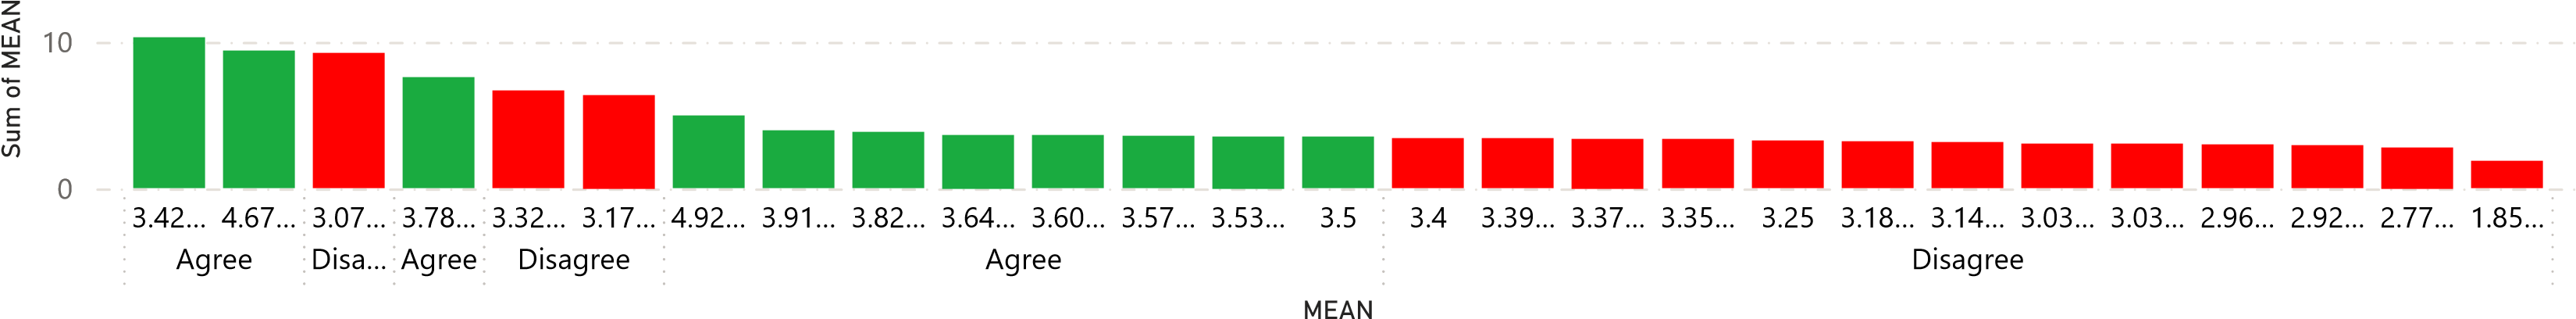 Sum of MEAN
10
0
3.42... 4.67... 3.07... 3.78... 3.32... 3.17... 4.92... 3.91... 3.82... 3.64... 3.60... 3.57... 3.53... 3.5 3.4 3.39... 3.37... 3.35... 3.25 3.18... 3.14... 3.03... 3.03... 2.96... 2.92... 2.77... 1.85...
Agree Disa... Agree Disagree Agree Disagree
MEAN